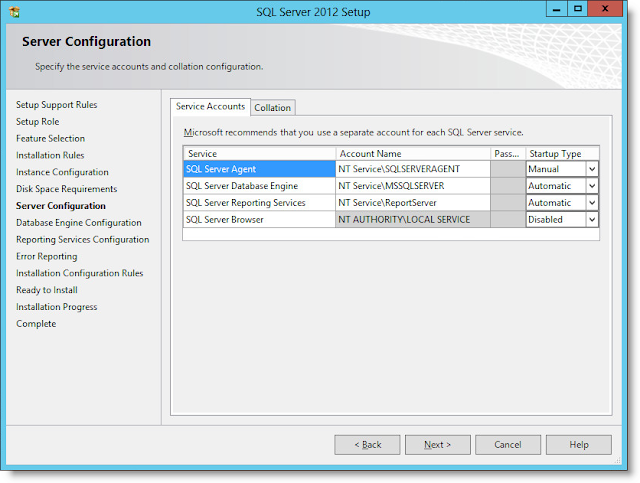 SQL Server 2012 Setup
Server Configuration
Specify the service accounts and collation configuration.
Setup Support Rules
Setup Role
Feature Selection
Installation Rules
Instance Configuration
Disk Space Requirements
Server Configuration
Database Engine Configuration
Reporting Services Configuration
Error Reporting
Installation Configuration Rules
Ready to Install
Installation Progress
Complete
Service Accounts Collation
Microsoft recommends that you use a separate account for each SQL Server service.
Service Account Name Pass... Startup Type
SQL Server Agent NT Service\SQLSERVERAGENT Manual
SQL Server Database Engine NT Service\MSSQLSERVER Automatic
SQL Server Reporting Services NT Service\ReportServer Automatic
SQL Server Browser NT AUTHORITY\LOCAL SERVICE Disabled
< Back Next > Cancel Help